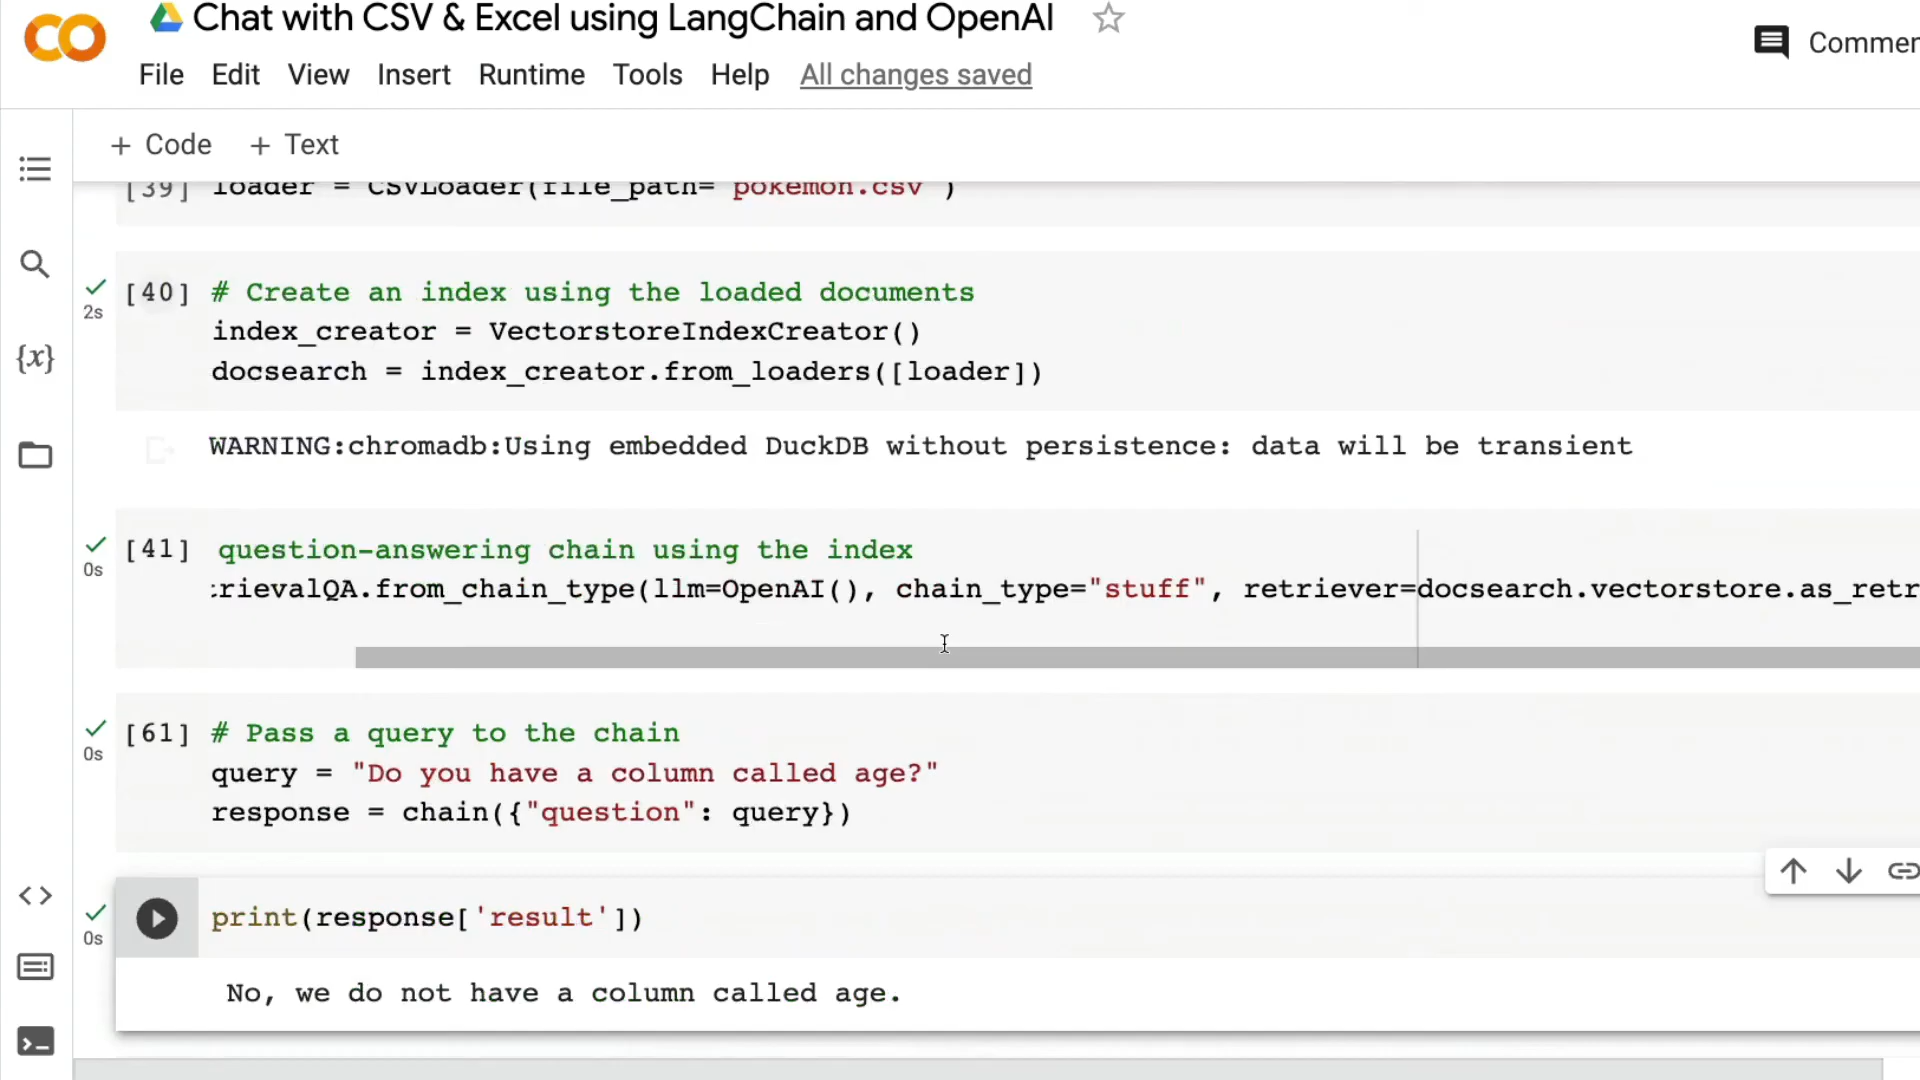 Chat with CSV & Excel using LangChain and OpenAI
File Edit View Insert Runtime Tools Help All changes saved
Commen
+ Code + Text
[39] loader = CSVLoader(file_path="pokemon.csv")
2s
[40] # Create an index using the loaded documents
index_creator = VectorstoreIndexCreator()
docsearch = index_creator.from_loaders([loader])
WARNING:chromadb:Using embedded DuckDB without persistence: data will be transient
0s
[41] question-answering chain using the index
trievalQA.from_chain_type(llm=OpenAI(), chain_type="stuff", retriever=docsearch.vectorstore.as_retr
0s
[61] # Pass a query to the chain
query = "Do you have a column called age?"
response = chain({"question": query})
0s
print(response['result'])
No, we do not have a column called age.